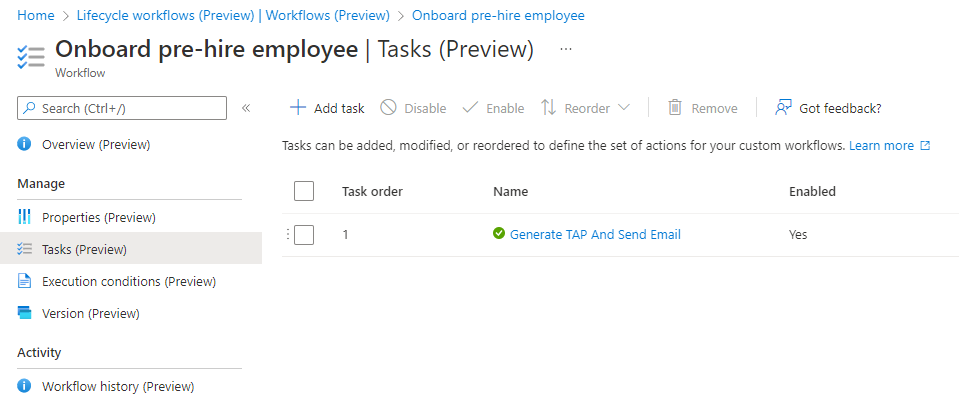 Home > Lifecycle workflows (Preview) | Workflows (Preview) > Onboard pre-hire employee
Onboard pre-hire employee | Tasks (Preview) ...
Workflow
Search (Ctrl+/) «
Add task Disable Enable Reorder Remove Got feedback?
Overview (Preview)
Manage
Properties (Preview)
Tasks (Preview)
Execution conditions (Preview)
Version (Preview)
Activity
Workflow history (Preview)
Tasks can be added, modified, or reordered to define the set of actions for your custom workflows. Learn more
Task order Name Enabled
1 Generate TAP And Send Email Yes